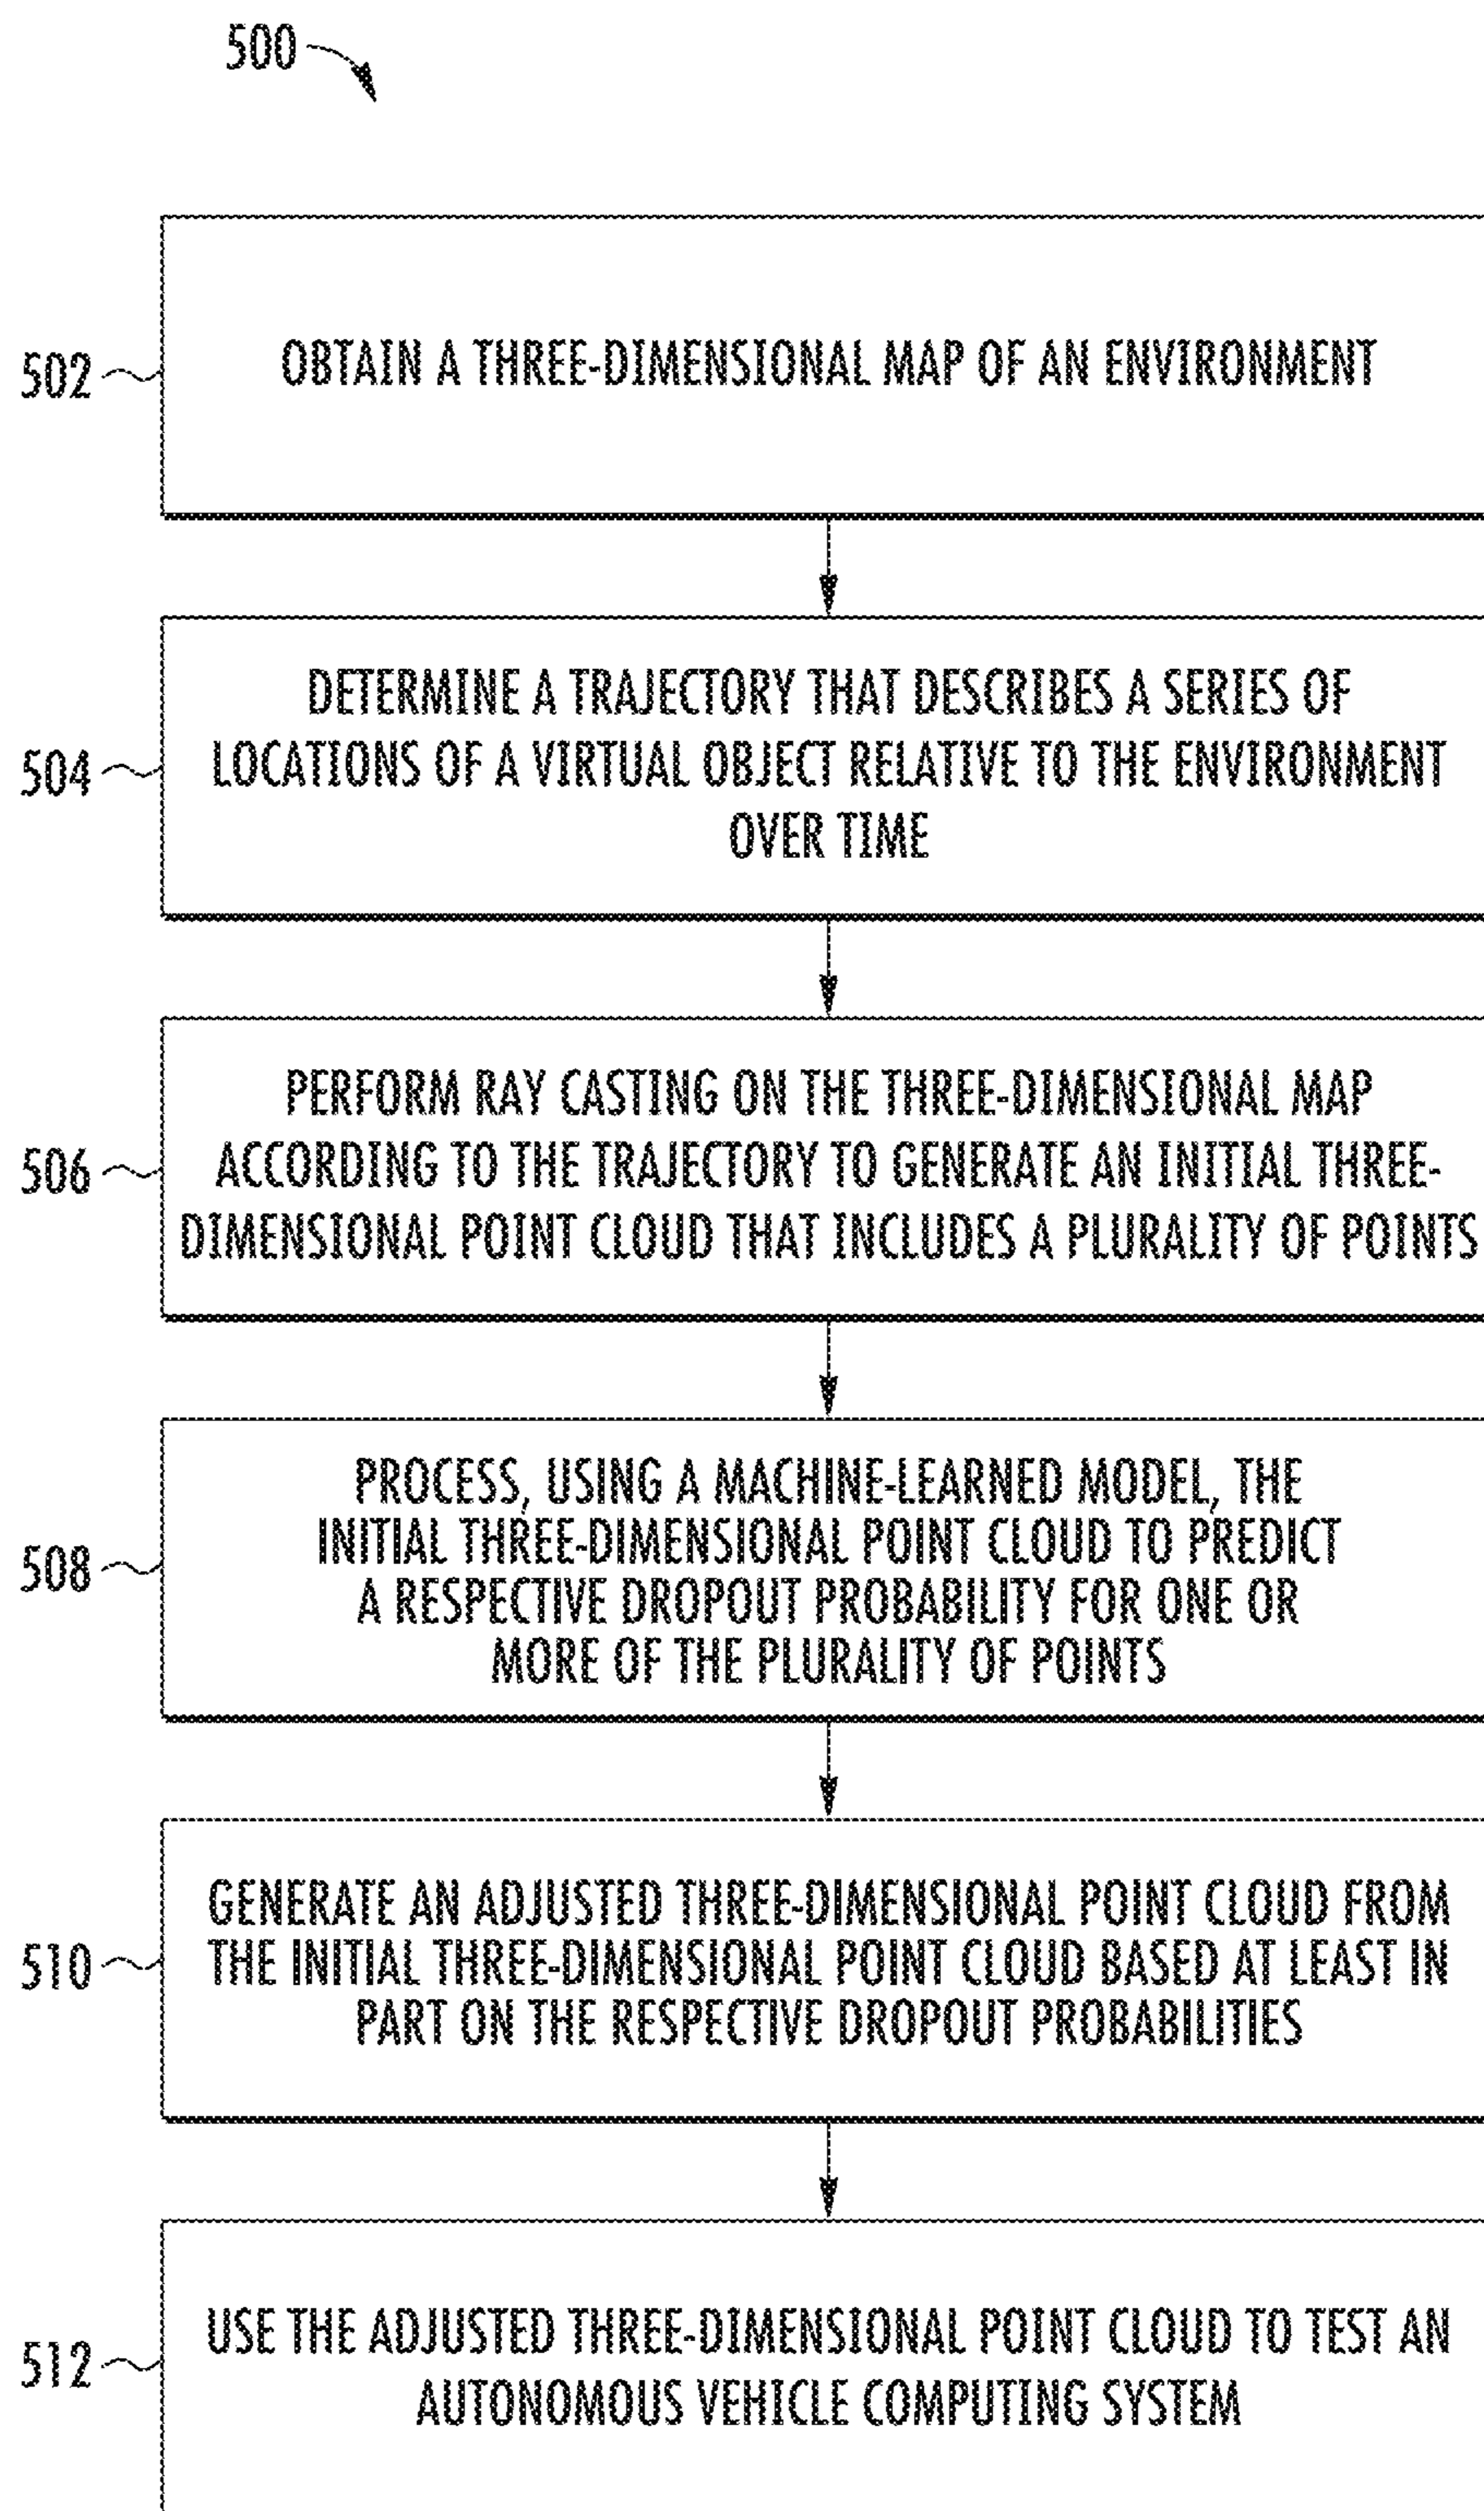 500
502
OBTAIN A THREE-DIMENSIONAL MAP OF AN ENVIRONMENT
504
DETERMINE A TRAJECTORY THAT DESCRIBES A SERIES OF
LOCATIONS OF A VIRTUAL OBJECT RELATIVE TO THE ENVIRONMENT
OVER TIME
506
PERFORM RAY CASTING ON THE THREE-DIMENSIONAL MAP
ACCORDING TO THE TRAJECTORY TO GENERATE AN INITIAL THREE-
DIMENSIONAL POINT CLOUD THAT INCLUDES A PLURALITY OF POINTS
508
PROCESS, USING A MACHINE-LEARNED MODEL, THE
INITIAL THREE-DIMENSIONAL POINT CLOUD TO PREDICT
A RESPECTIVE DROPOUT PROBABILITY FOR ONE OR
MORE OF THE PLURALITY OF POINTS
510
GENERATE AN ADJUSTED THREE-DIMENSIONAL POINT CLOUD FROM
THE INITIAL THREE-DIMENSIONAL POINT CLOUD BASED AT LEAST IN
PART ON THE RESPECTIVE DROPOUT PROBABILITIES
512
USE THE ADJUSTED THREE-DIMENSIONAL POINT CLOUD TO TEST AN
AUTONOMOUS VEHICLE COMPUTING SYSTEM